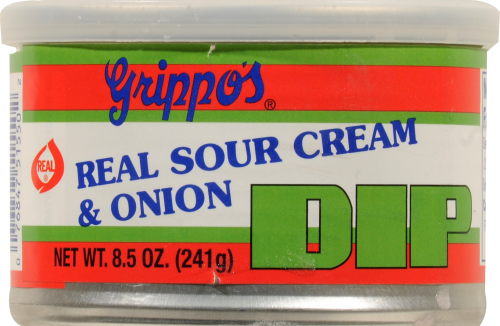 Grippo's®
REAL SOUR CREAM
& ONION
REAL®
DIP
NET WT. 8.5 OZ. (241g)